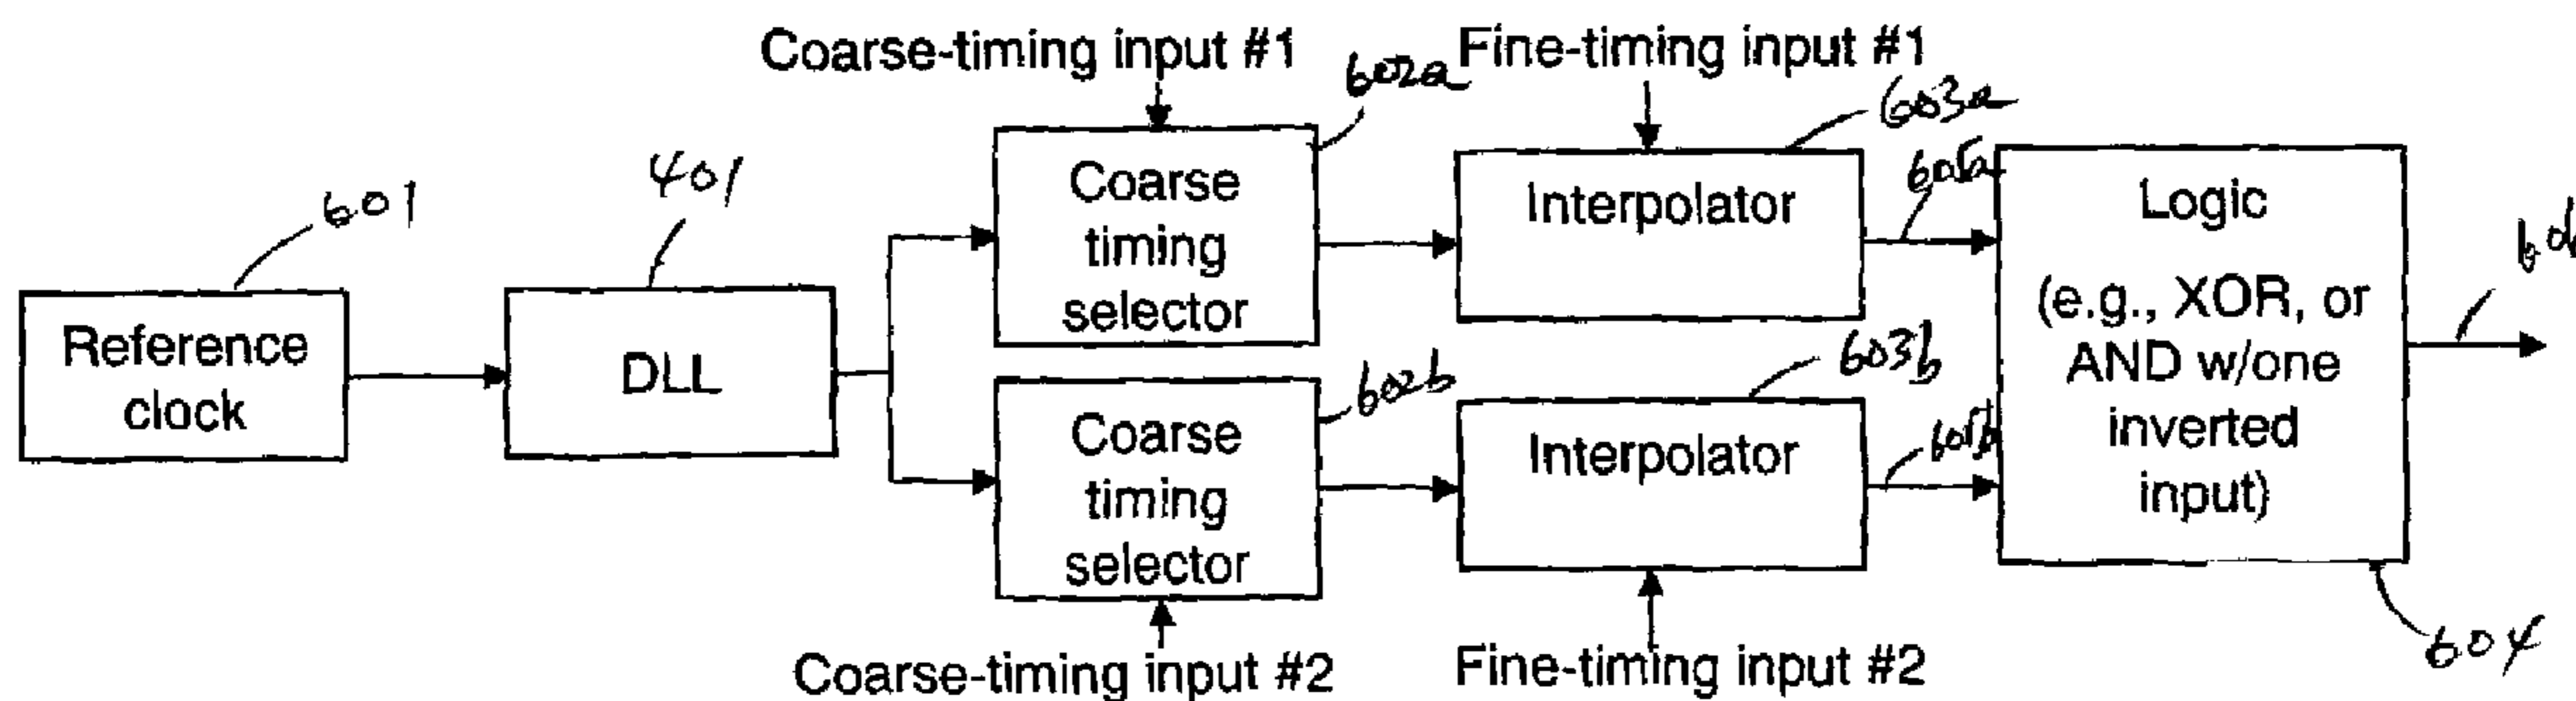 Coarse-timing input #1
Fine-timing input #1
602a
603a
601
401
605a
Reference
clock
DLL
Coarse
timing
selector
Interpolator
Logic
(e.g., XOR, or
AND w/one
inverted
input)
602b
603b
605b
Coarse
timing
selector
Interpolator
604
Coarse-timing input #2
Fine-timing input #2